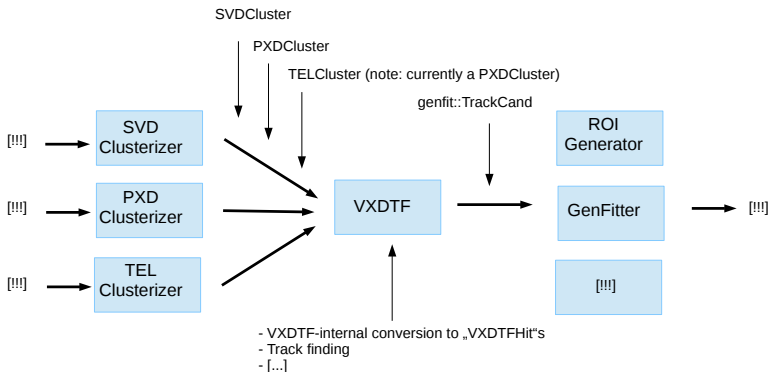 SVDCluster
PXDCluster
TELCluster (note: currently a PXDCluster)
genfit::TrackCand
[!!!]
SVD
Clusterizer
ROI
Generator
[!!!]
PXD
Clusterizer
VXDTF
GenFitter
[!!!]
[!!!]
TEL
Clusterizer
[!!!]
- VXDTF-internal conversion to „VXDTFHit“s
- Track finding
- [...]